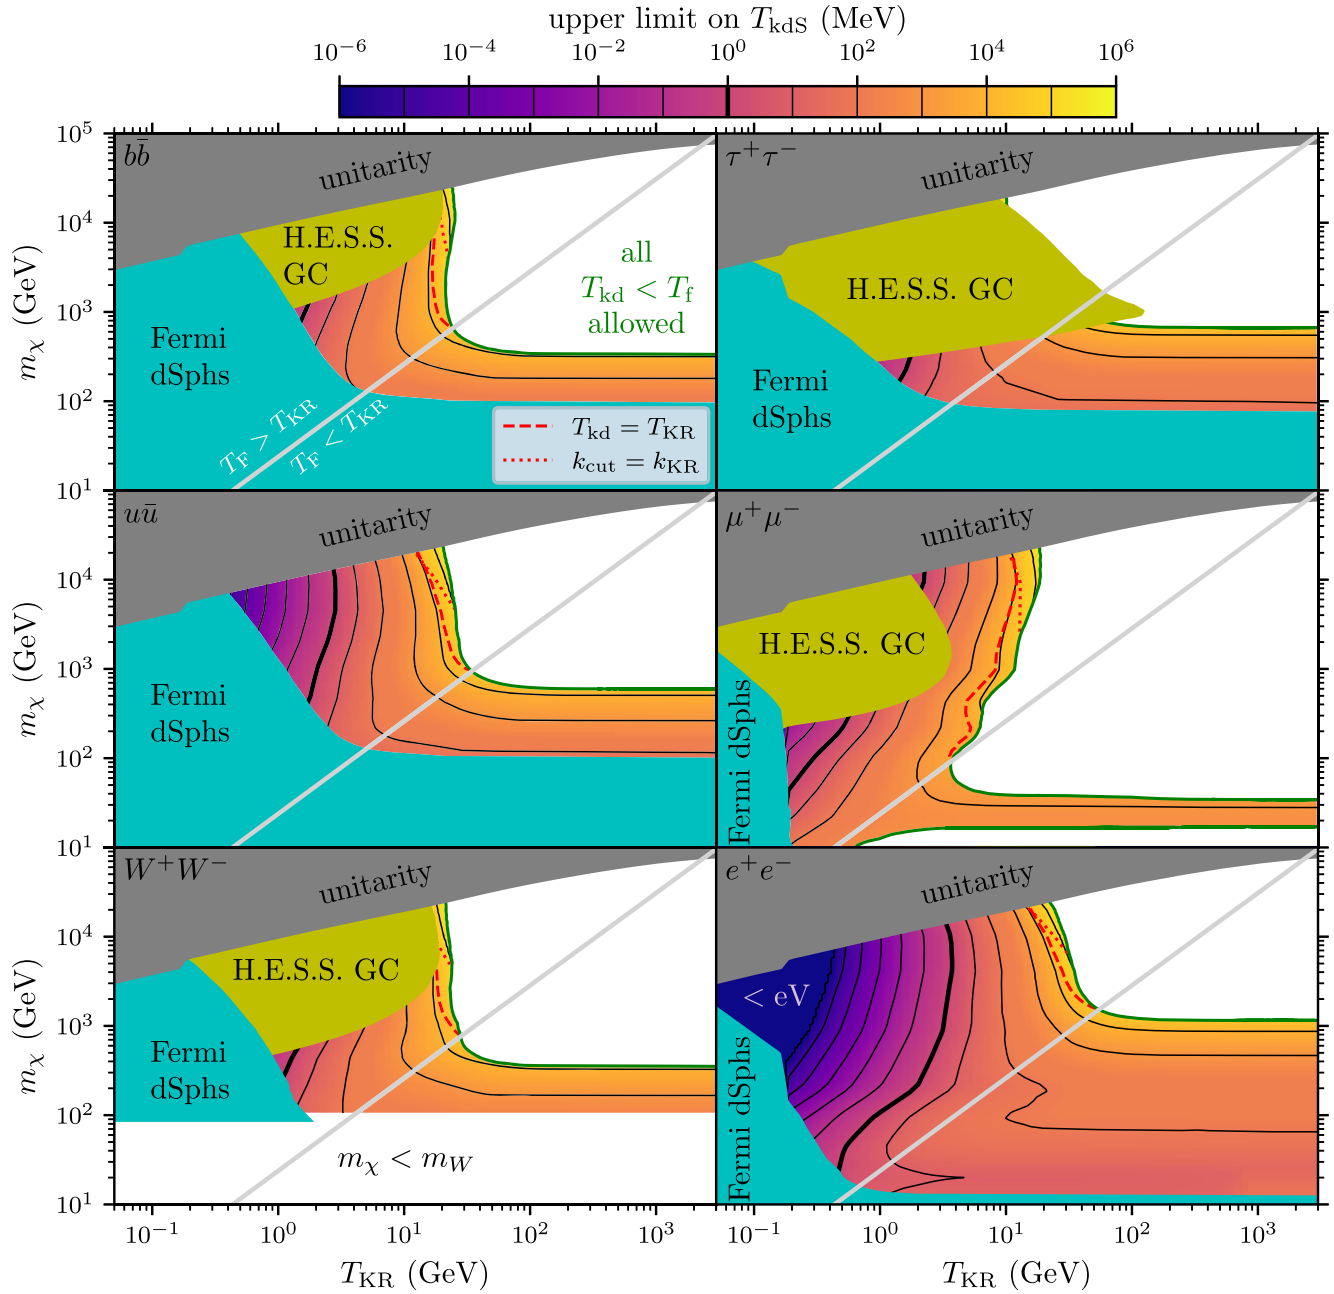 upper limit on T_kdS (MeV)
10^−6 10^−4 10^−2 10^0 10^2 10^4 10^6
bb̄
unitarity
H.E.S.S.
GC
Fermi
dSphs
all
T_kd < T_f
allowed
T_F > T_KR
T_F < T_KR
T_kd = T_KR
k_cut = k_KR
m_χ (GeV)
10^5
10^4
10^3
10^2
10^1
τ^+τ^−
unitarity
H.E.S.S. GC
Fermi
dSphs
uū
unitarity
Fermi
dSphs
m_χ (GeV)
10^4
10^3
10^2
10^1
μ^+μ^−
unitarity
H.E.S.S. GC
Fermi dSphs
W^+W^−
unitarity
H.E.S.S. GC
Fermi
dSphs
m_χ < m_W
m_χ (GeV)
10^4
10^3
10^2
10^1
e^+e^−
unitarity
< eV
Fermi dSphs
10^−1 10^0 10^1 10^2 10^3
T_KR (GeV)
10^−1 10^0 10^1 10^2 10^3
T_KR (GeV)